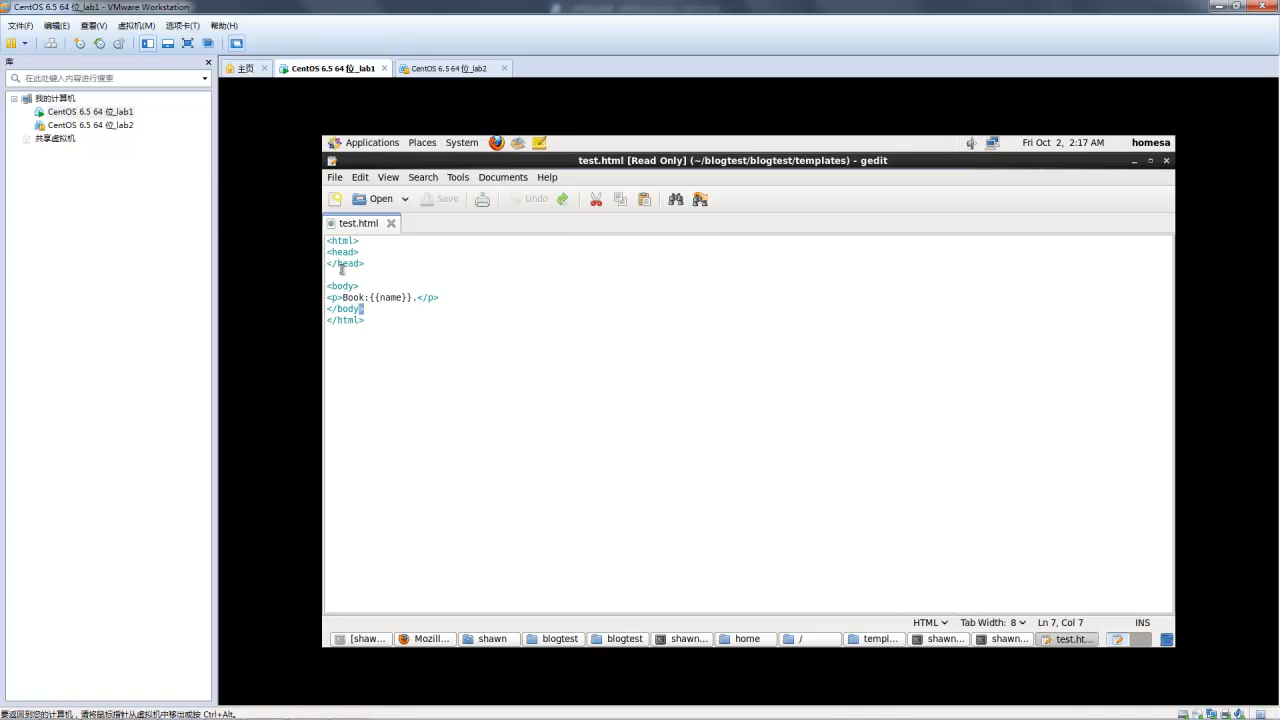 CentOS 6.5 64 位_lab1 - VMware Workstation
文件(F) 编辑(E) 查看(V) 虚拟机(M) 选项卡(T) 帮助(H)
库
在此处键入内容进行搜索
我的计算机
CentOS 6.5 64 位_lab1
CentOS 6.5 64 位_lab2
共享虚拟机
主页 CentOS 6.5 64 位_lab1 CentOS 6.5 64 位_lab2
Applications Places System Fri Oct 2, 2:17 AM homesa
test.html [Read Only] (~/blogtest/blogtest/templates) - gedit
File Edit View Search Tools Documents Help
Open Save Undo
test.html
<html>
<head>
</head>
<body>
<p>Book:{{name}}.</p>
</body>
</html>
HTML Tab Width: 8 Ln 7, Col 7 INS
[shaw... Mozill... shawn blogtest blogtest shawn... home / templ... shawn... shawn... test.ht...
要返回到您的计算机，请将鼠标指针从虚拟机中移出或按 Ctrl+Alt。